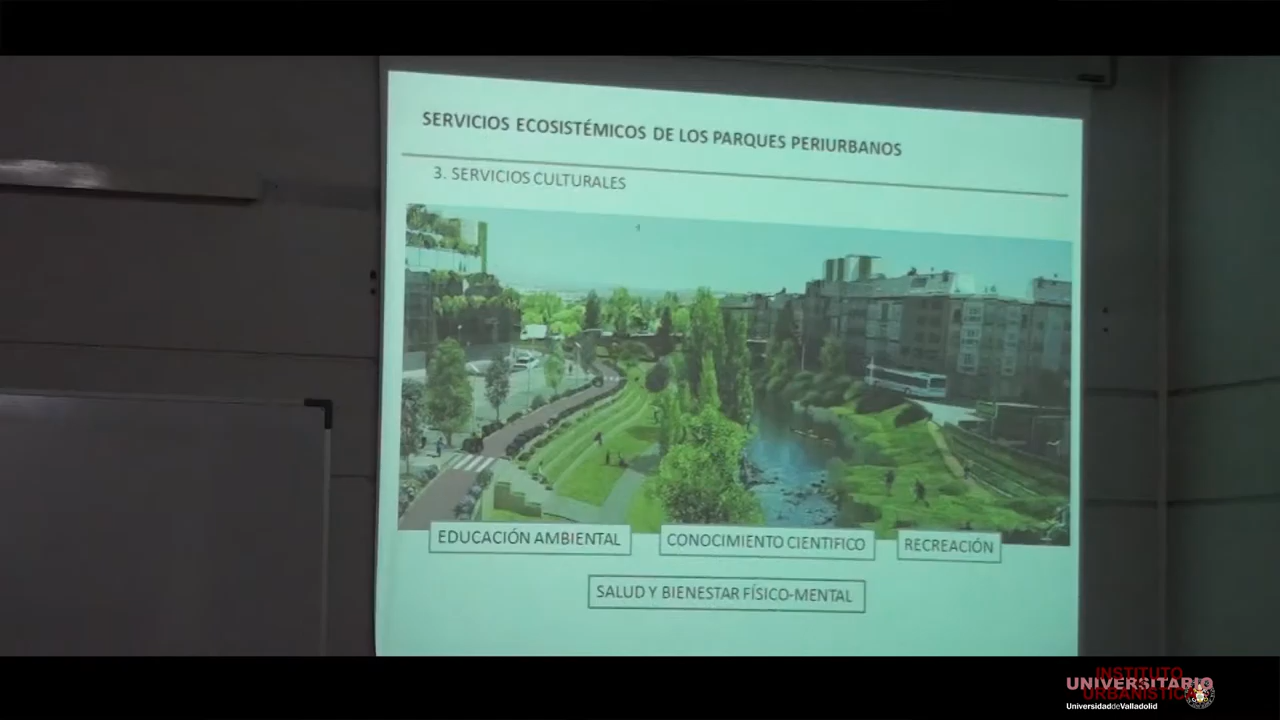 SERVICIOS ECOSISTÉMICOS DE LOS PARQUES PERIURBANOS
3. SERVICIOS CULTURALES
EDUCACIÓN AMBIENTAL
CONOCIMIENTO CIENTIFICO
RECREACIÓN
SALUD Y BIENESTAR FÍSICO-MENTAL
INSTITUTO
UNIVERSITARIO
URBANÍSTICA
UniversidaddeValladolid